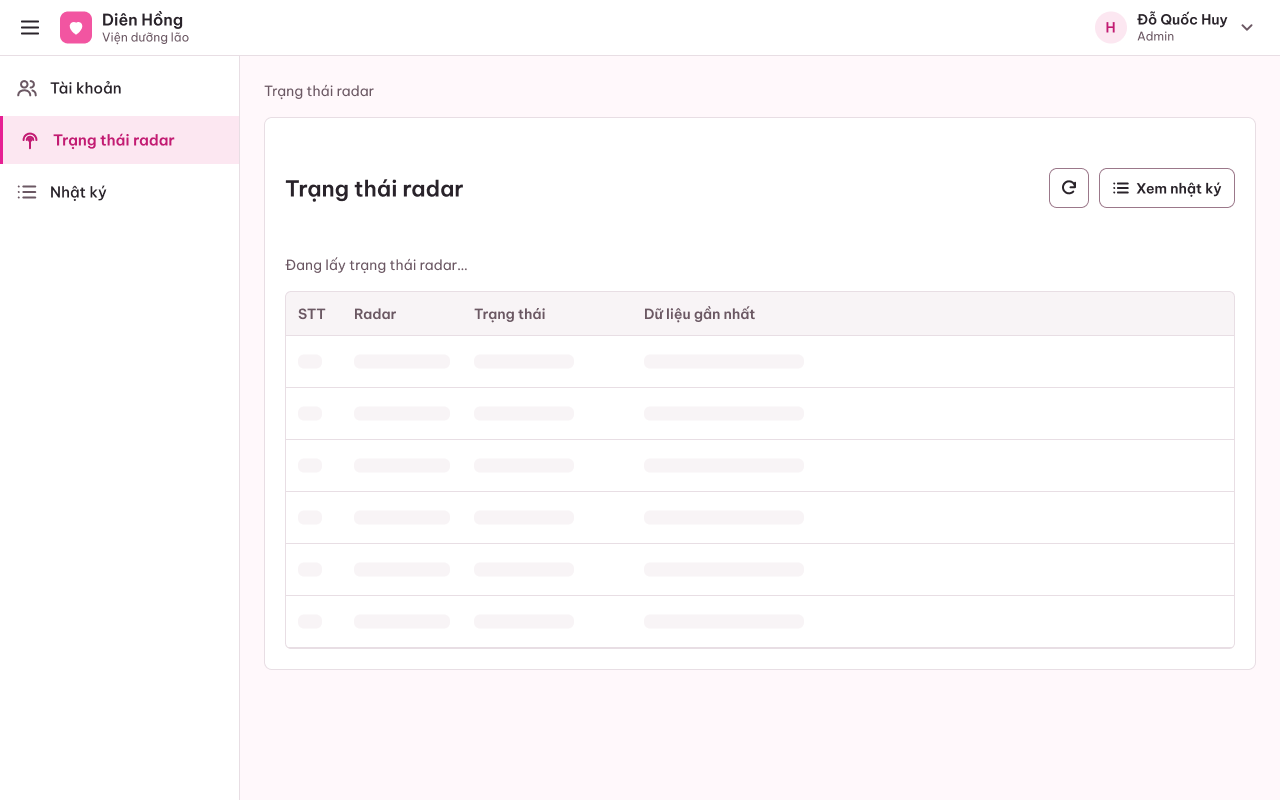 Diên Hồng
Viện dưỡng lão
H
Đỗ Quốc Huy
Admin
Tài khoản
Trạng thái radar
Nhật ký
Trạng thái radar
Trạng thái radar
Xem nhật ký
Đang lấy trạng thái radar...
STT Radar Trạng thái Dữ liệu gần nhất